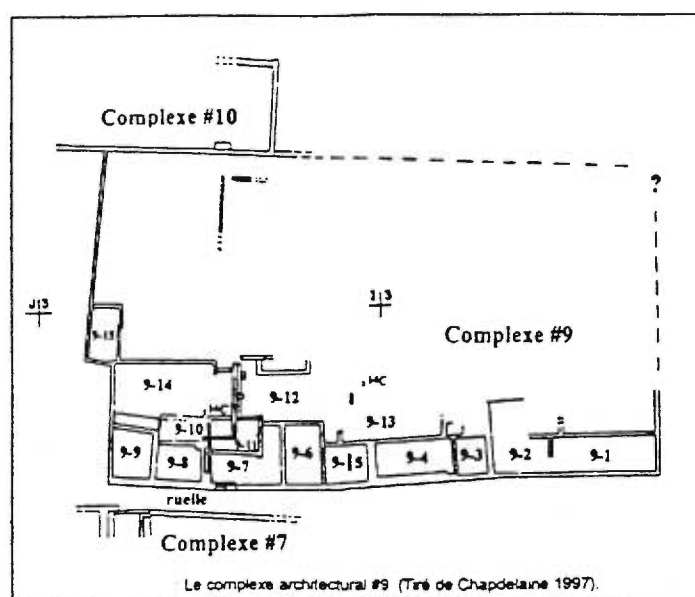 Complexe #10
?
J13
I13
Complexe #9
9-15
9-14
9-12
9-13
9-10
11
9-9
9-8
9-7
9-6
9-5
9-4
9-3
9-2
9-1
ruelle
Complexe #7
Le complexe architectural #9 (Tiré de Chapdelaine 1997).